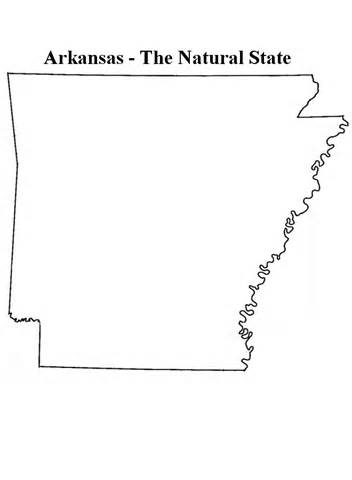 Arkansas - The Natural State